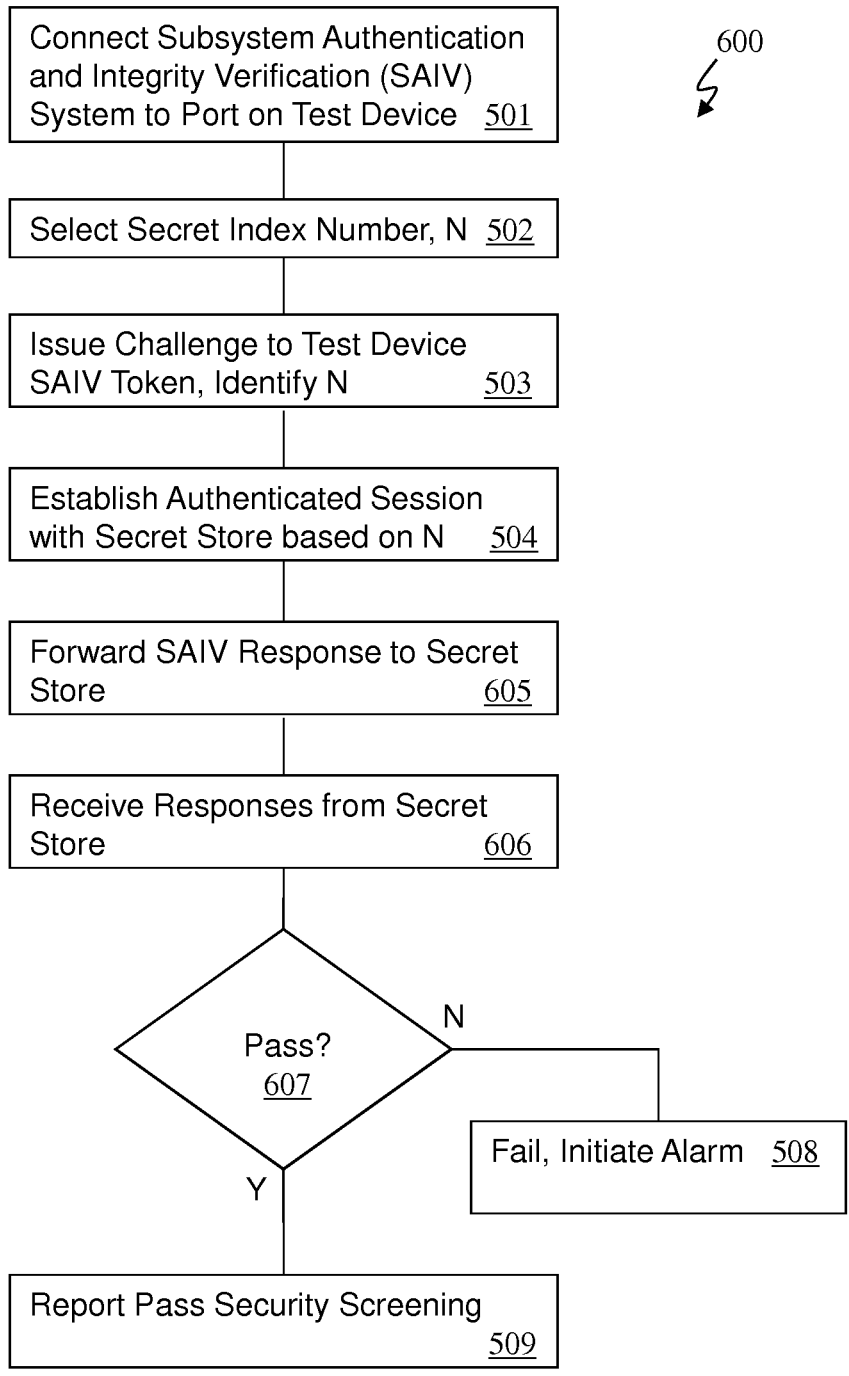 Connect Subsystem Authentication
and Integrity Verification (SAIV)
System to Port on Test Device 501
600
Select Secret Index Number, N 502
Issue Challenge to Test Device
SAIV Token, Identify N 503
Establish Authenticated Session
with Secret Store based on N 504
Forward SAIV Response to Secret
Store 605
Receive Responses from Secret
Store 606
Pass?
607
N
Fail, Initiate Alarm 508
Y
Report Pass Security Screening
509